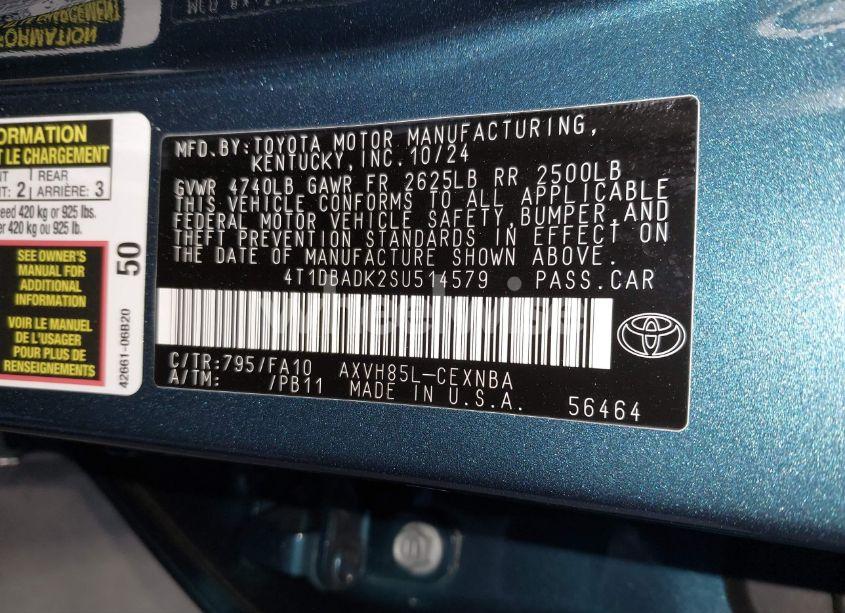 FORMATION
ORMATION
T LE CHARGEMENT
1 REAR
2 ARRIÈRE: 3
420 kg or 925 lbs.
420 kg ou 925 lb.
SEE OWNER'S
MANUAL FOR
ADDITIONAL
INFORMATION
VOIR LE MANUEL
DE L'USAGER
POUR PLUS DE
RENSEIGNEMENTS
50
42661-06B20
MFD.BY:TOYOTA MOTOR MANUFACTURING,
KENTUCKY, INC.10/24
GVWR 4740LB GAWR FR 2625LB RR 2500LB
THIS VEHICLE CONFORMS TO ALL APPLICABLE
FEDERAL MOTOR VEHICLE SAFETY,BUMPER,AND
THEFT PREVENTION STANDARDS IN EFFECT ON
THE DATE OF MANUFACTURE SHOWN ABOVE.
4T1DBADK2SU514579 PASS.CAR
C/TR:795/FA10 AXVH85L-CEXNBA
A/TM: /PB11 MADE IN U.S.A.
56464